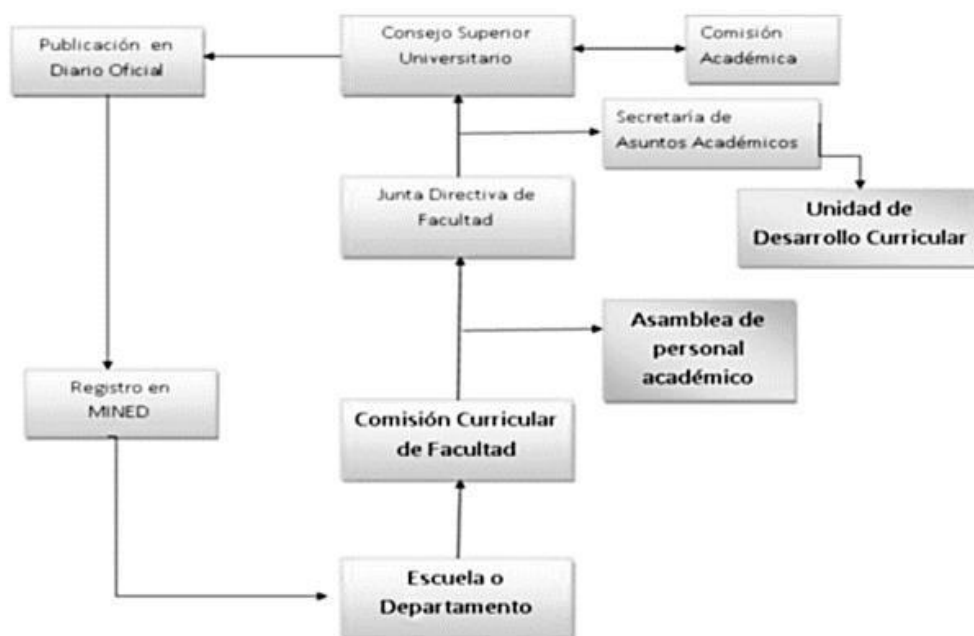 Publicación en
Diario Oficial
Consejo Superior
Universitario
Comisión
Académica
Secretaría de
Asuntos Académicos
Junta Directiva de
Facultad
Unidad de
Desarrollo Curricular
Asamblea de
personal
académico
Registro en
MINED
Comisión Curricular
de Facultad
Escuela o
Departamento